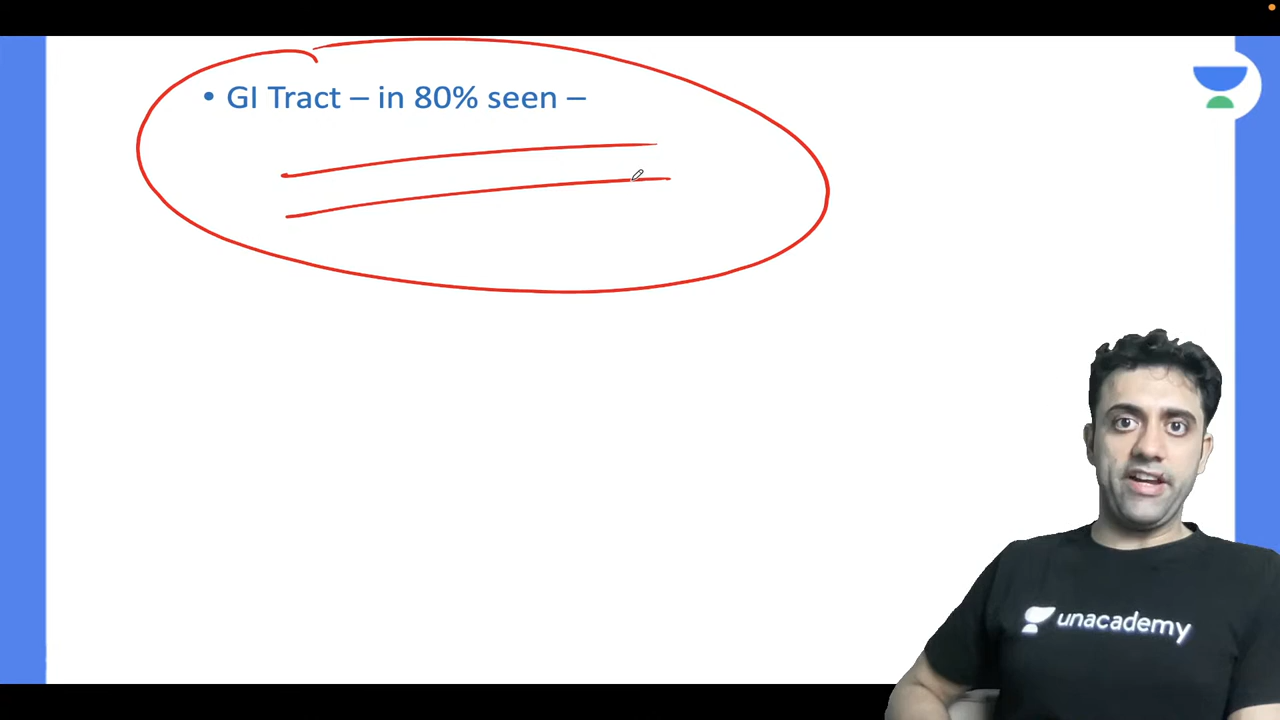 • GI Tract – in 80% seen –
unacademy